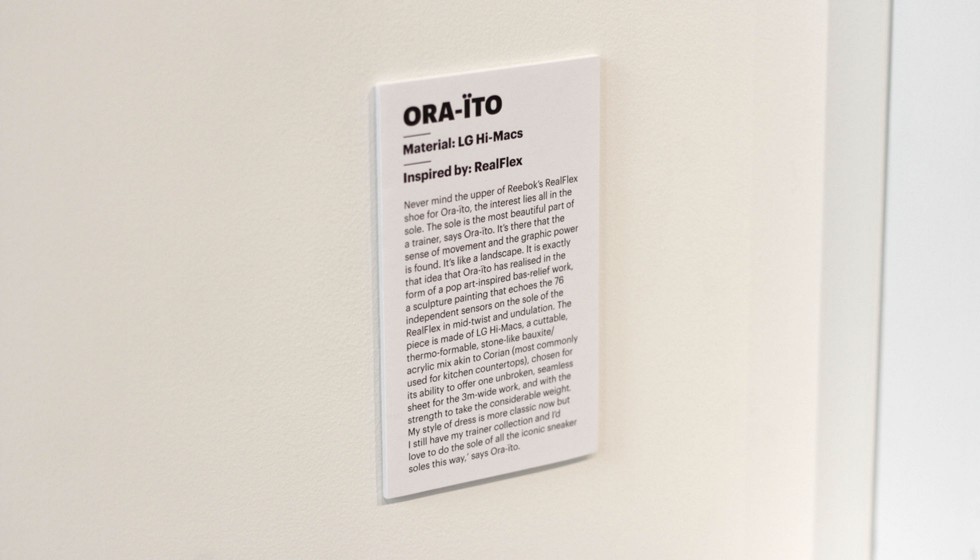 ORA-ÏTO
Material: LG Hi-Macs
Inspired by: RealFlex
Never mind the upper of Reebok's RealFlex
shoe for Ora-ïto, the interest lies all in the
sole. The sole is the most beautiful part of
a trainer, says Ora-ïto. It's there that the
sense of movement and the graphic power
is found. It's like a landscape. It is exactly
that idea that Ora-ïto has realised in the
form of a pop art-inspired bas-relief work,
a sculpture painting that echoes the 76
independent sensors on the sole of the
RealFlex in mid-twist and undulation. The
piece is made of LG Hi-Macs, a cuttable,
thermo-formable, stone-like bauxite/
acrylic mix akin to Corian (most commonly
used for kitchen countertops), chosen for
its ability to offer one unbroken, seamless
sheet for the 3m-wide work, and with the
strength to take the considerable weight.
My style of dress is more classic now but
I still have my trainer collection and I'd
love to do the sole of all the iconic sneaker
soles this way,' says Ora-ïto.